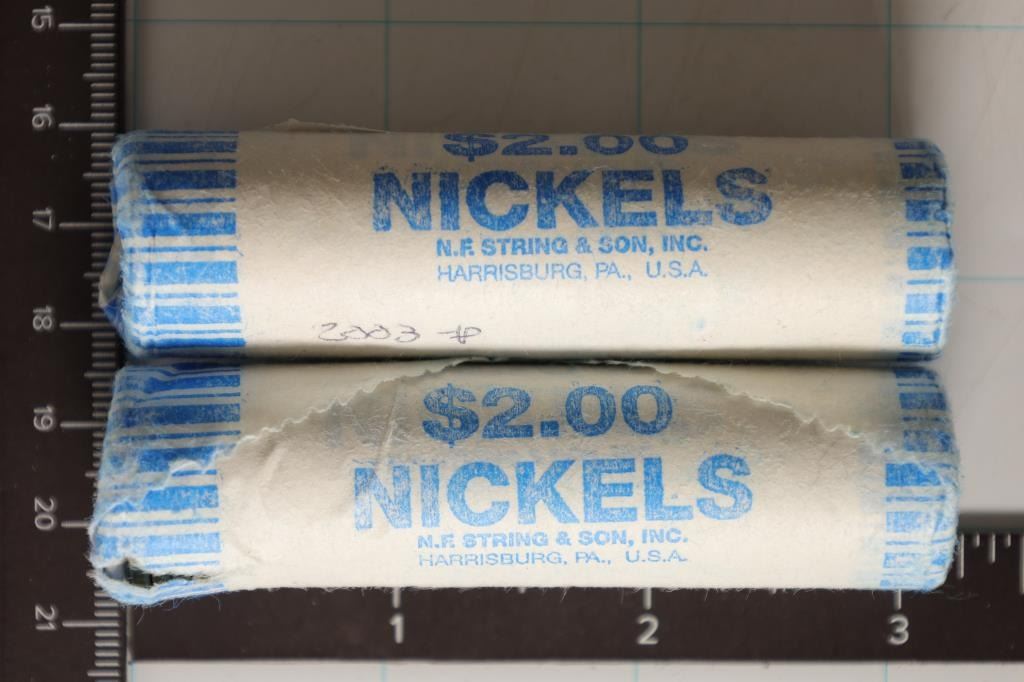 15
16
17
18
19
20
21
$2.00
NICKELS
N.F. STRING & SON, INC.
HARRISBURG, PA., U.S.A.
2003 P
$2.00
NICKELS
N.F. STRING & SON, INC.
HARRISBURG, PA., U.S.A.
1 2 3